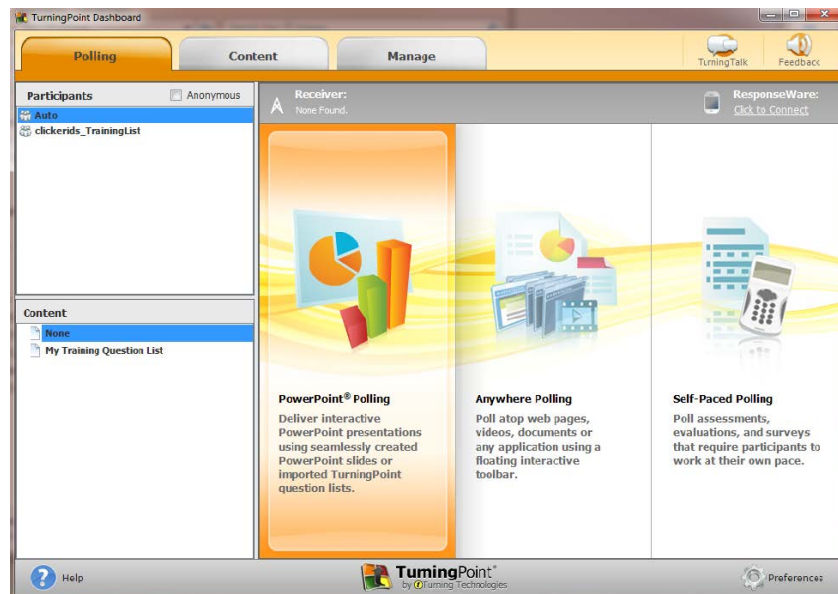 TurningPoint Dashboard
Polling
Content
Manage
TurningTalk
Feedback
Participants
Anonymous
Auto
clickerids_TrainingList
Receiver:
None Found.
ResponseWare:
Click to Connect
Content
None
My Training Question List
PowerPoint® Polling
Deliver interactive
PowerPoint presentations
using seamlessly created
PowerPoint slides or
imported TurningPoint
question lists.
Anywhere Polling
Poll atop web pages,
videos, documents or
any application using a
floating interactive
toolbar.
Self-Paced Polling
Poll assessments,
evaluations, and surveys
that require participants to
work at their own pace.
Help
TurningPoint®
by Turning Technologies
Preferences